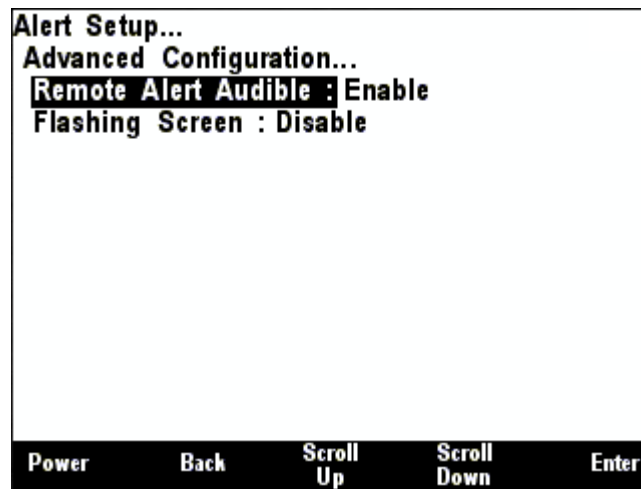 Alert Setup...
Advanced Configuration...
Remote Alert Audible : Enable
Flashing Screen : Disable
Power Back Scroll Up Scroll Down Enter